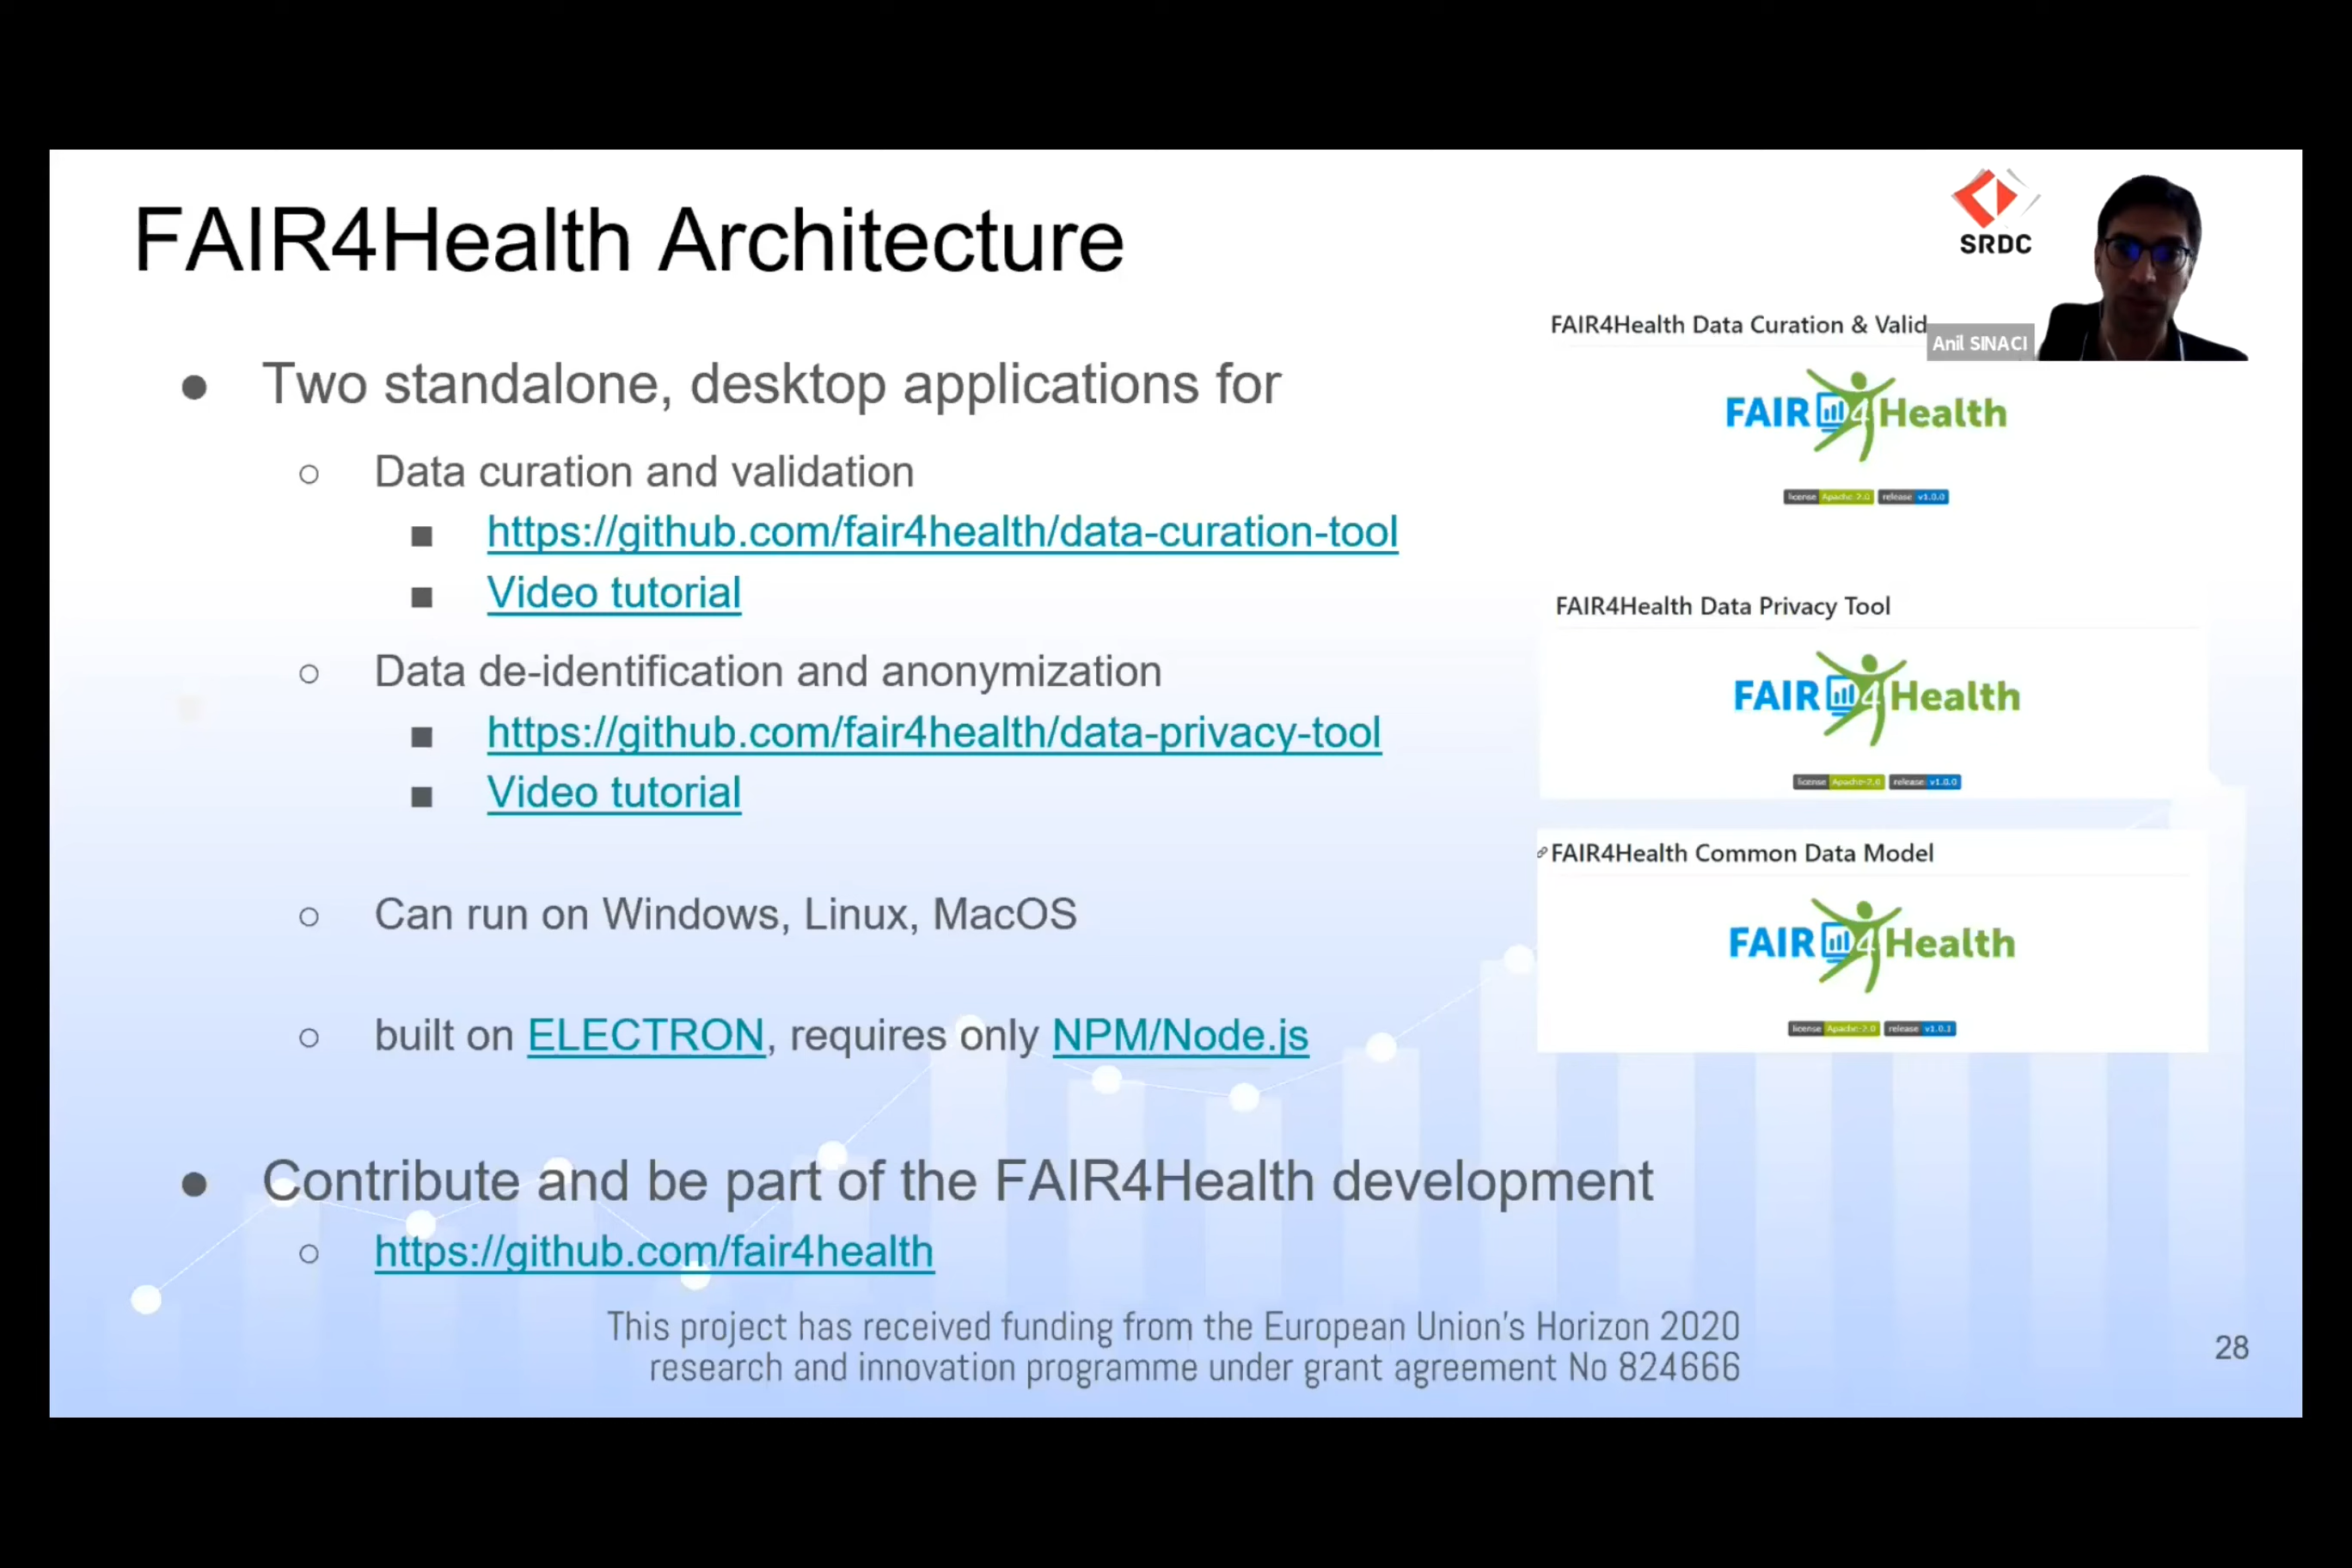 FAIR4Health Architecture
SRDC
Anil SINACI
Two standalone, desktop applications for
Data curation and validation
https://github.com/fair4health/data-curation-tool
Video tutorial
Data de-identification and anonymization
https://github.com/fair4health/data-privacy-tool
Video tutorial
Can run on Windows, Linux, MacOS
built on ELECTRON, requires only NPM/Node.js
Contribute and be part of the FAIR4Health development
https://github.com/fair4health
FAIR4Health Data Curation & Valid
FAIR4Health
license Apache-2.0 release v1.0.0
FAIR4Health Data Privacy Tool
FAIR4Health
license Apache-2.0 release v1.0.0
FAIR4Health Common Data Model
FAIR4Health
license Apache-2.0 release v1.0.1
This project has received funding from the European Union's Horizon 2020
research and innovation programme under grant agreement No 824666
28